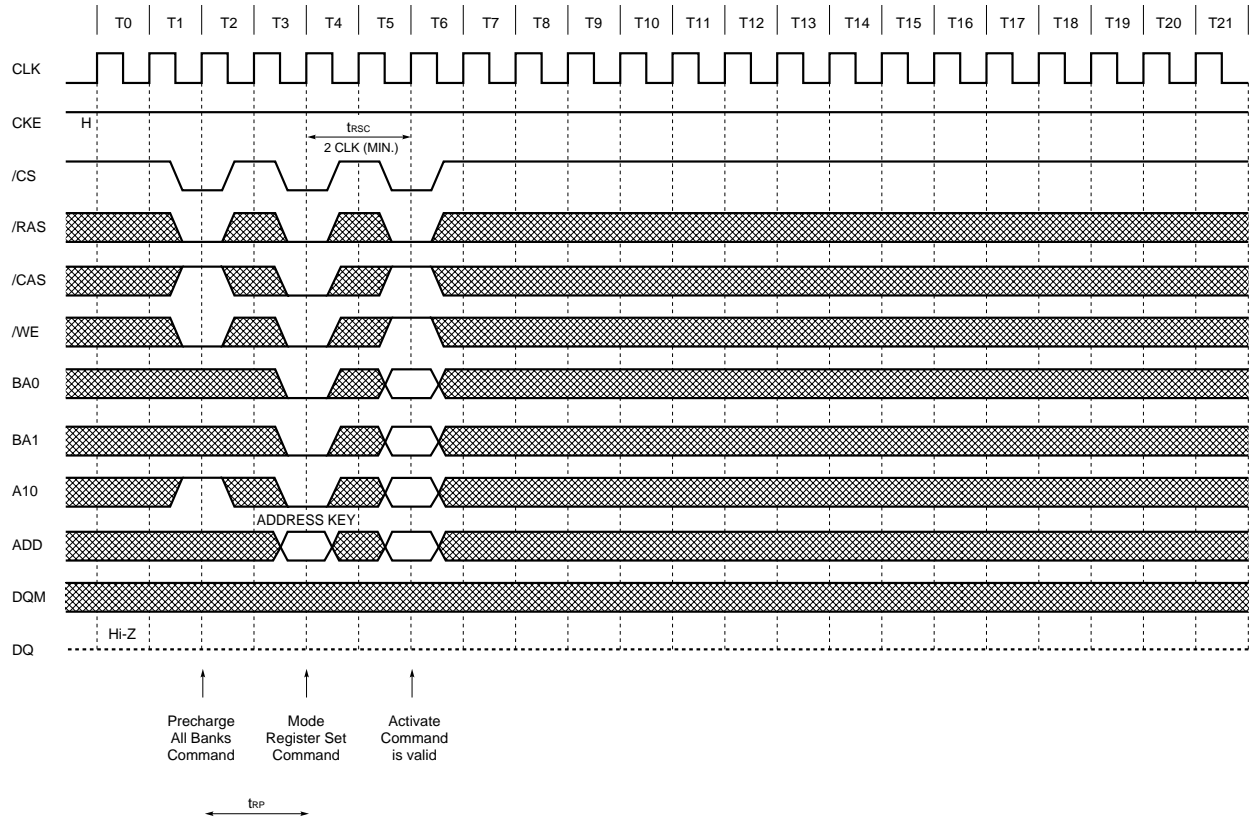 T0 T1 T2 T3 T4 T5 T6 T7 T8 T9 T10 T11 T12 T13 T14 T15 T16 T17 T18 T19 T20 T21
CLK
CKE H
tRSC
2 CLK (MIN.)
/CS
/RAS
/CAS
/WE
BA0
BA1
A10
ADDRESS KEY
ADD
DQM
Hi-Z
DQ
Precharge
All Banks
Command
Mode
Register Set
Command
Activate
Command
is valid
tRP